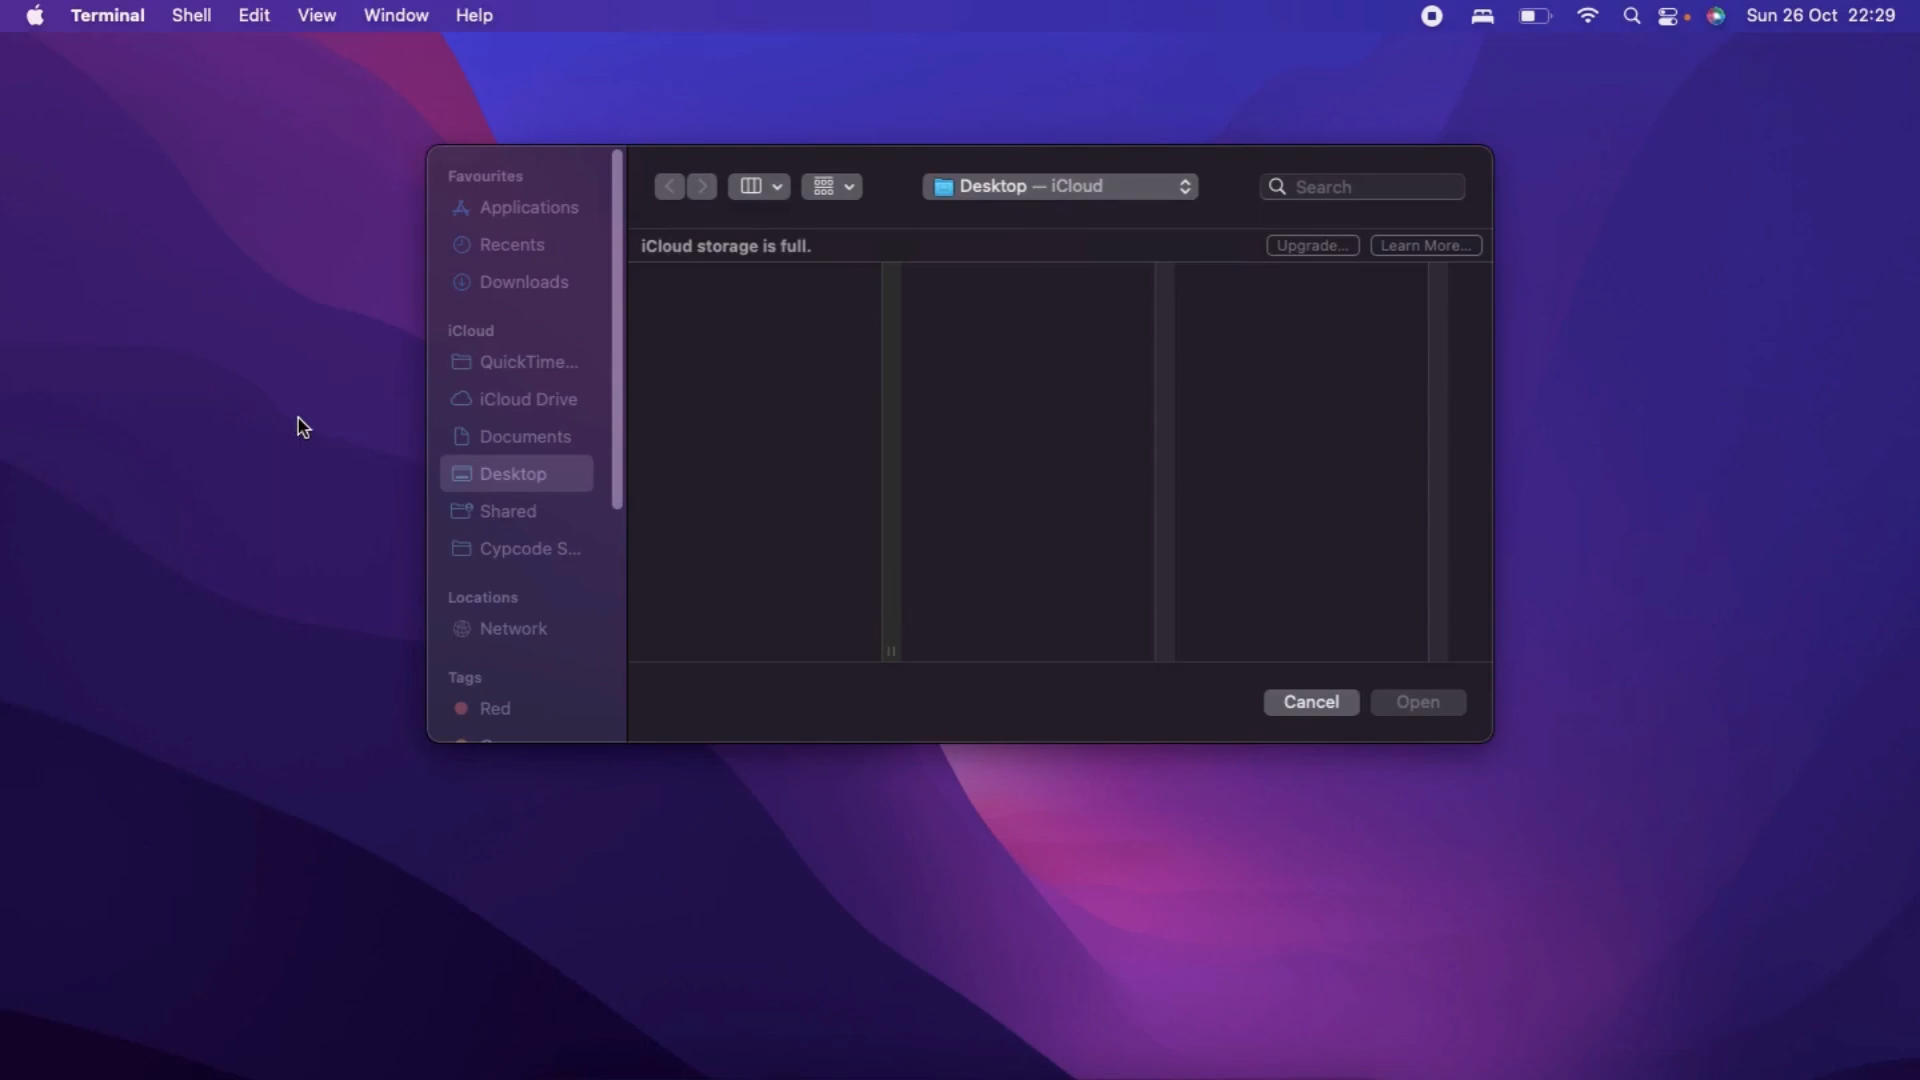 Terminal Shell Edit View Window Help Sun 26 Oct 22:29
Favourites
Applications
Recents
Downloads
iCloud
QuickTime...
iCloud Drive
Documents
Desktop
Shared
Cypcode S...
Locations
Network
Tags
Red
Desktop — iCloud
Search
iCloud storage is full.
Upgrade...
Learn More...
Cancel
Open